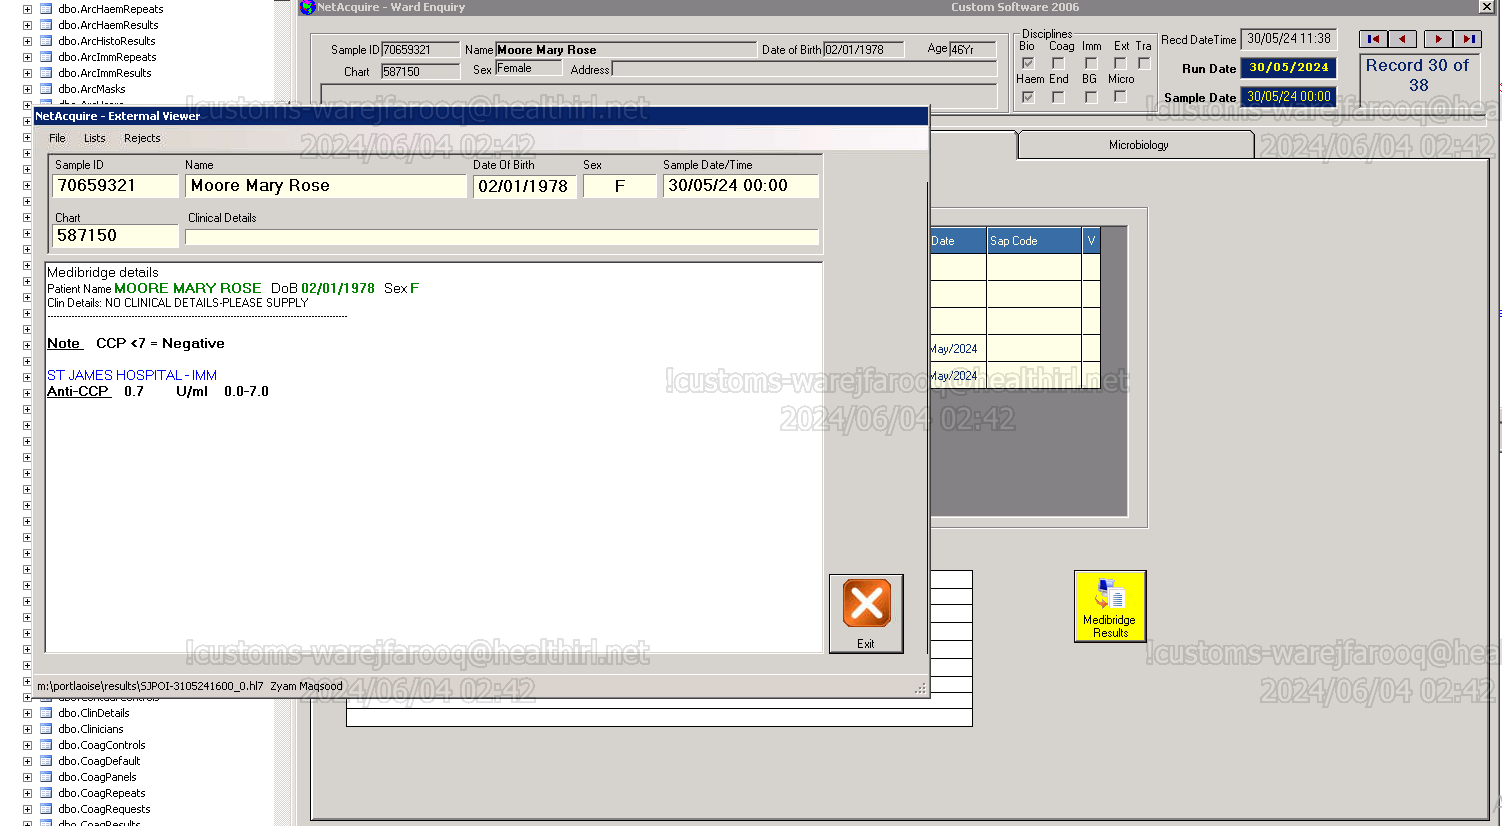 dbo.ArcHaemRepeats
dbo.ArcHaemResults
dbo.ArcHistoResults
dbo.ArcImmRepeats
dbo.ArcImmResults
dbo.ArcMasks
NetAcquire - Ward Enquiry
Custom Software 2006
Sample ID 70659321 Name Moore Mary Rose Date of Birth 02/01/1978 Age 46Yr
Chart 587150 Sex Female Address
Disciplines
Bio Coag Imm Ext Tra
Haem End BG Micro
Recd DateTime 30/05/24 11:38
Run Date 30/05/2024
Sample Date 30/05/24 00:00
Record 30 of
38
Microbiology
Date Sap Code V
May/2024
May/2024
Medibridge
Results
NetAcquire - Extermal Viewer
File Lists Rejects
Sample ID Name Date Of Birth Sex Sample Date/Time
70659321 Moore Mary Rose 02/01/1978 F 30/05/24 00:00
Chart Clinical Details
587150
Medibridge details
Patient Name MOORE MARY ROSE DoB 02/01/1978 Sex F
Clin Details: NO CLINICAL DETAILS-PLEASE SUPPLY
Note CCP <7 = Negative
ST JAMES HOSPITAL - IMM
Anti-CCP 0.7 U/ml 0.0-7.0
Exit
m:\portlaoise\results\SJPOI-3105241600_0.hl7 Zyam Maqsood
dbo.ClinDetails
dbo.Clinicians
dbo.CoagControls
dbo.CoagDefault
dbo.CoagPanels
dbo.CoagRepeats
dbo.CoagRequests
dbo.CoagResults
!customs-warejfarooq@healthirl.net
2024/06/04 02:42
!customs-warejfarooq@heal
2024/06/04 02:42
!customs-warejfarooq@healthirl.net
2024/06/04 02:42
!customs-warejfarooq@healthirl.net
2024/06/04 02:42
!customs-warejfarooq@hea
2024/06/04 02:42